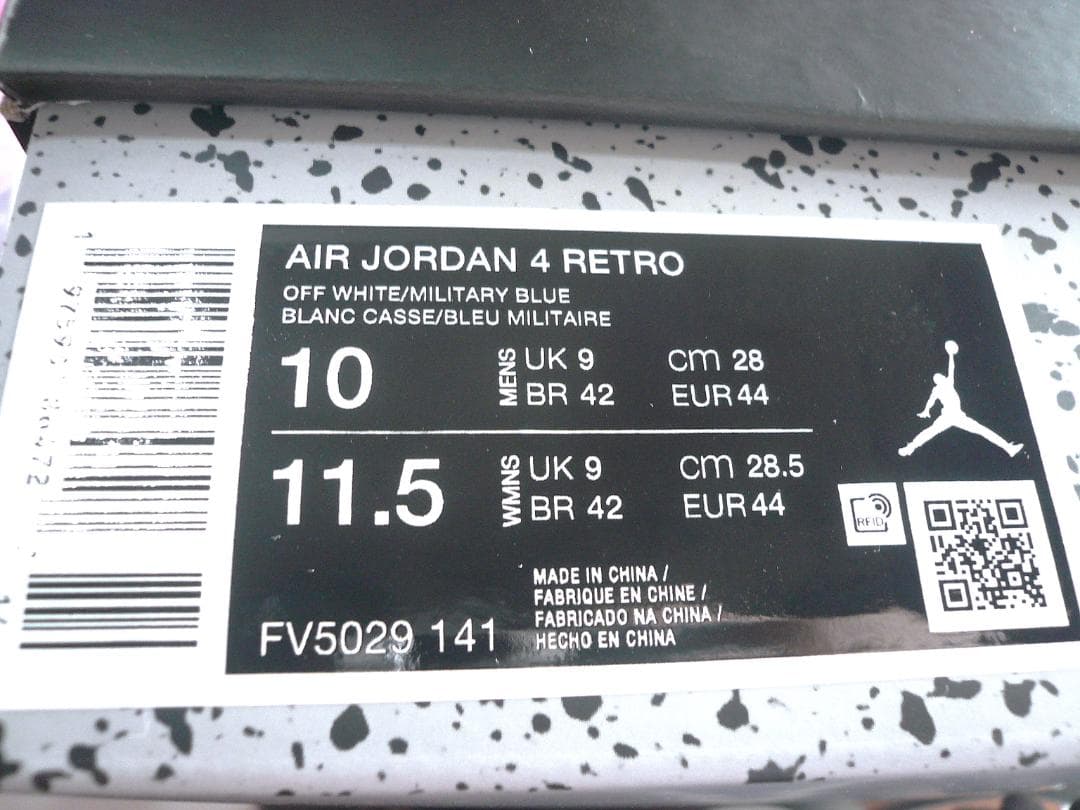 AIR JORDAN 4 RETRO
OFF WHITE/MILITARY BLUE
BLANC CASSE/BLEU MILITAIRE
10 MENS UK 9 cm 28
BR 42 EUR 44
11.5 WMNS UK 9 cm 28.5
BR 42 EUR 44
MADE IN CHINA /
FABRIQUE EN CHINE /
FABRICADO NA CHINA /
HECHO EN CHINA
FV5029 141
RFID